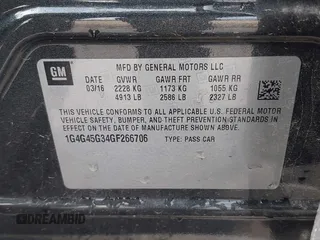 GM
MFD BY GENERAL MOTORS LLC
DATE GVWR GAWR FRT GAWR RR
03/16 2228 KG 1173 KG 1055 KG
4913 LB 2586 LB 2327 LB
THIS VEHICLE CONFORMS TO ALL APPLICABLE U.S. FEDERAL MOTOR
VEHICLE SAFETY, BUMPER, AND THEFT PREVENTION STANDARDS IN
EFFECT ON THE DATE OF MANUFACTURE SHOWN ABOVE.
1G4G45G34GF265706 TYPE: PASS CAR
DREAMBID